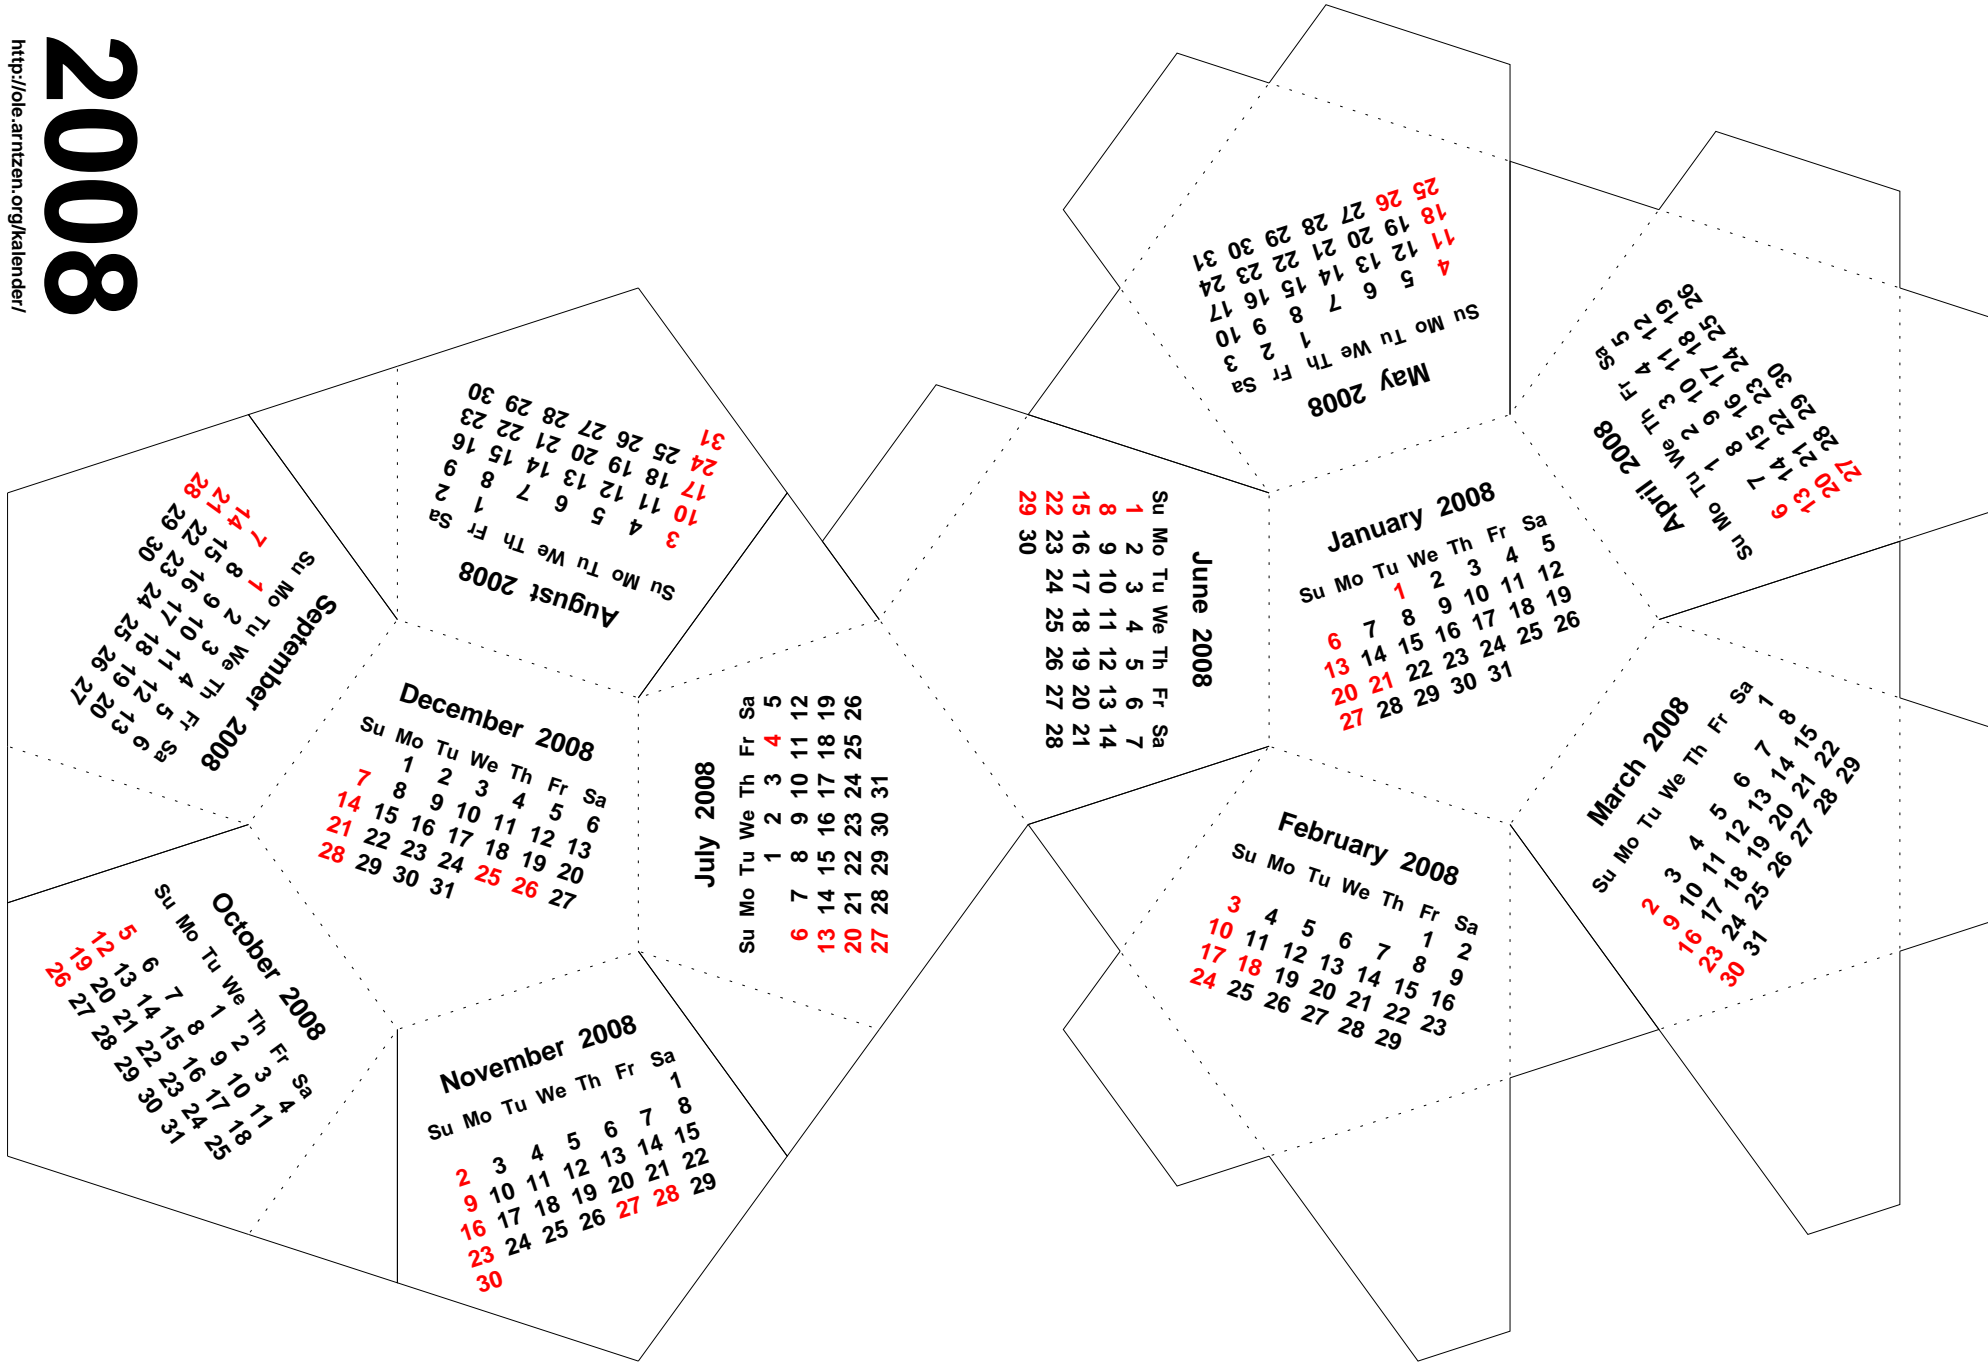 2008
http://ole.arntzen.org/kalender/
January 2008
Su Mo Tu We Th Fr Sa
1 2 3 4 5
6 7 8 9 10 11 12
13 14 15 16 17 18 19
20 21 22 23 24 25 26
27 28 29 30 31
February 2008
Su Mo Tu We Th Fr Sa
1 2
3 4 5 6 7 8 9
10 11 12 13 14 15 16
17 18 19 20 21 22 23
24 25 26 27 28 29
March 2008
Su Mo Tu We Th Fr Sa
1
2 3 4 5 6 7 8
9 10 11 12 13 14 15
16 17 18 19 20 21 22
23 24 25 26 27 28 29
30 31
April 2008
Su Mo Tu We Th Fr Sa
1 2 3 4 5
6 7 8 9 10 11 12
13 14 15 16 17 18 19
20 21 22 23 24 25 26
27 28 29 30
May 2008
Su Mo Tu We Th Fr Sa
1 2 3
4 5 6 7 8 9 10
11 12 13 14 15 16 17
18 19 20 21 22 23 24
25 26 27 28 29 30 31
June 2008
Su Mo Tu We Th Fr Sa
1 2 3 4 5 6 7
8 9 10 11 12 13 14
15 16 17 18 19 20 21
22 23 24 25 26 27 28
29 30
July 2008
Su Mo Tu We Th Fr Sa
1 2 3 4 5
6 7 8 9 10 11 12
13 14 15 16 17 18 19
20 21 22 23 24 25 26
27 28 29 30 31
August 2008
Su Mo Tu We Th Fr Sa
1 2
3 4 5 6 7 8 9
10 11 12 13 14 15 16
17 18 19 20 21 22 23
24 25 26 27 28 29 30
31
September 2008
Su Mo Tu We Th Fr Sa
1 2 3 4 5 6
7 8 9 10 11 12 13
14 15 16 17 18 19 20
21 22 23 24 25 26 27
28 29 30
October 2008
Su Mo Tu We Th Fr Sa
1 2 3 4
5 6 7 8 9 10 11
12 13 14 15 16 17 18
19 20 21 22 23 24 25
26 27 28 29 30 31
November 2008
Su Mo Tu We Th Fr Sa
1
2 3 4 5 6 7 8
9 10 11 12 13 14 15
16 17 18 19 20 21 22
23 24 25 26 27 28 29
30
December 2008
Su Mo Tu We Th Fr Sa
1 2 3 4 5 6
7 8 9 10 11 12 13
14 15 16 17 18 19 20
21 22 23 24 25 26 27
28 29 30 31